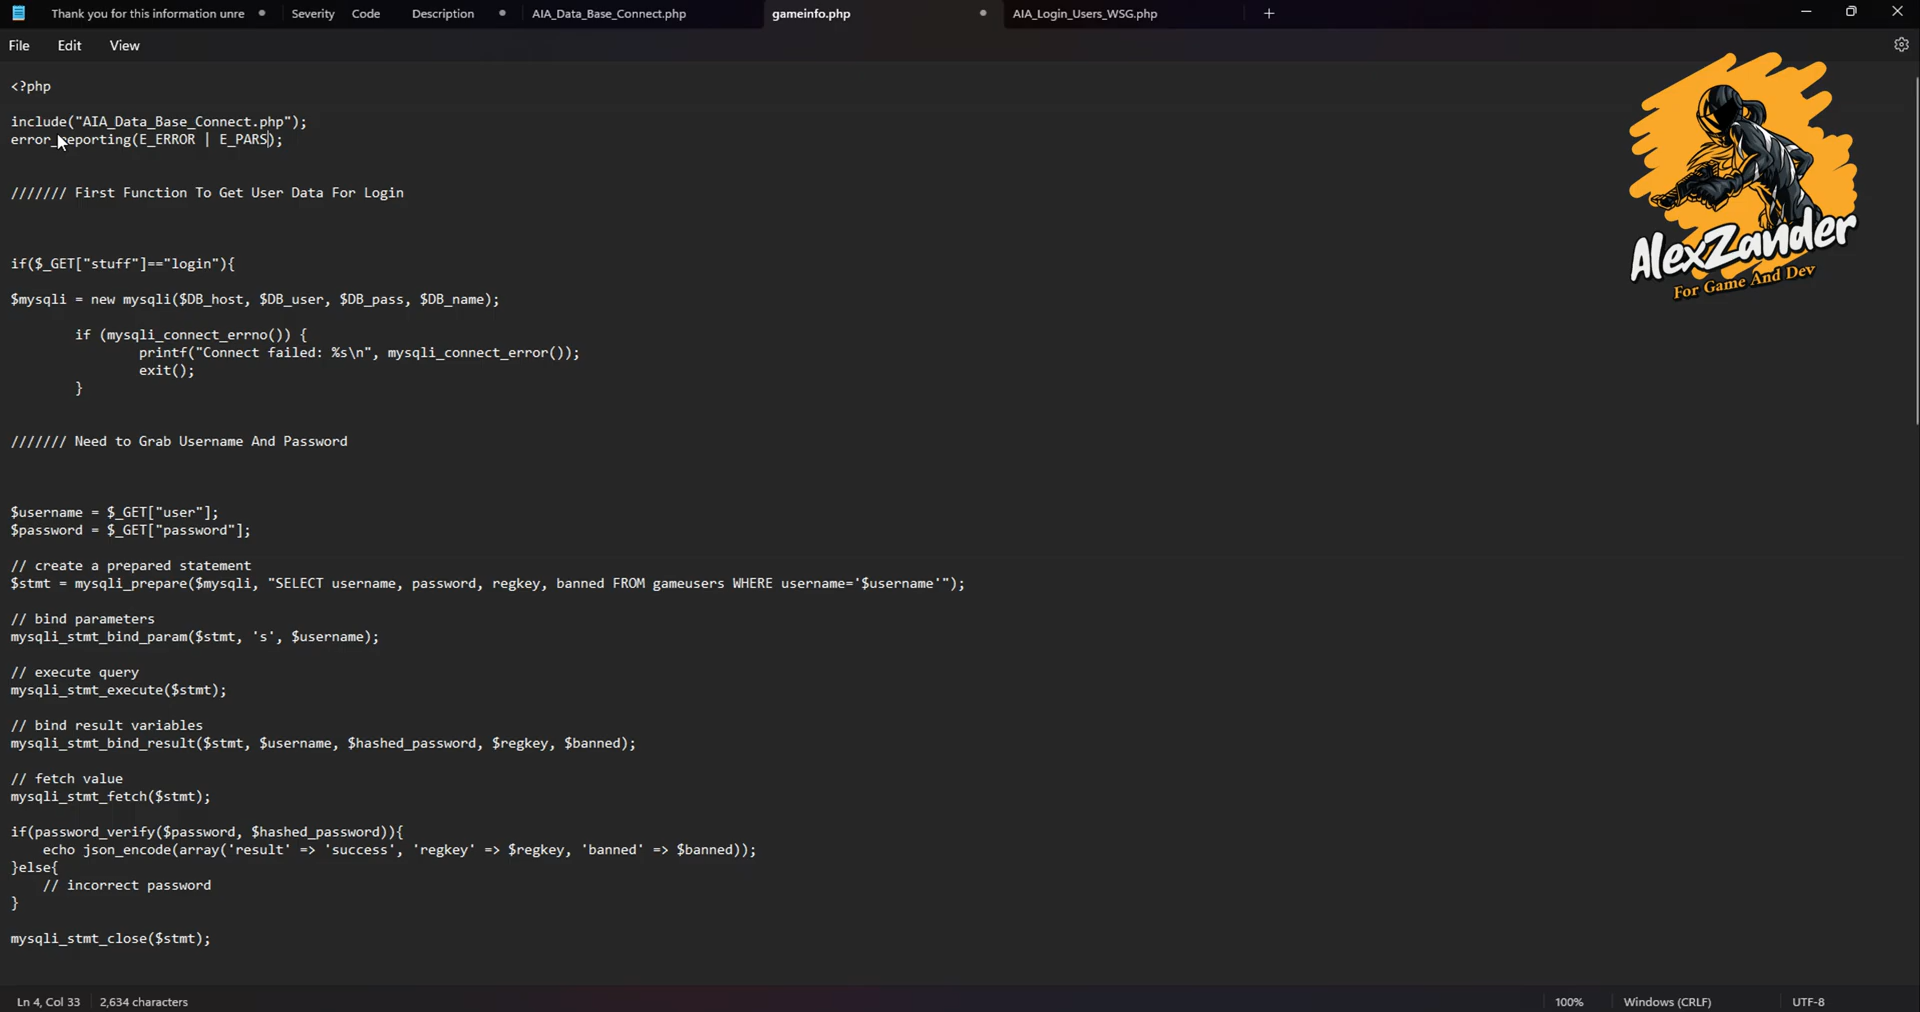 Thank you for this information unre
Severity Code Description
AIA_Data_Base_Connect.php
gameinfo.php
AIA_Login_Users_WSG.php
File Edit View
<?php
include("AIA_Data_Base_Connect.php");
error_reporting(E_ERROR | E_PARS);
/////// First Function To Get User Data For Login
if($_GET["stuff"]=="login"){
$mysqli = new mysqli($DB_host, $DB_user, $DB_pass, $DB_name);
if (mysqli_connect_errno()) {
printf("Connect failed: %s\n", mysqli_connect_error());
exit();
}
/////// Need to Grab Username And Password
$username = $_GET["user"];
$password = $_GET["password"];
// create a prepared statement
$stmt = mysqli_prepare($mysqli, "SELECT username, password, regkey, banned FROM gameusers WHERE username='$username'");
// bind parameters
mysqli_stmt_bind_param($stmt, 's', $username);
// execute query
mysqli_stmt_execute($stmt);
// bind result variables
mysqli_stmt_bind_result($stmt, $username, $hashed_password, $regkey, $banned);
// fetch value
mysqli_stmt_fetch($stmt);
if(password_verify($password, $hashed_password)){
echo json_encode(array('result' => 'success', 'regkey' => $regkey, 'banned' => $banned));
}else{
// incorrect password
}
mysqli_stmt_close($stmt);
AlexZander
For Game And Dev
Ln 4, Col 33 2,634 characters 100% Windows (CRLF) UTF-8